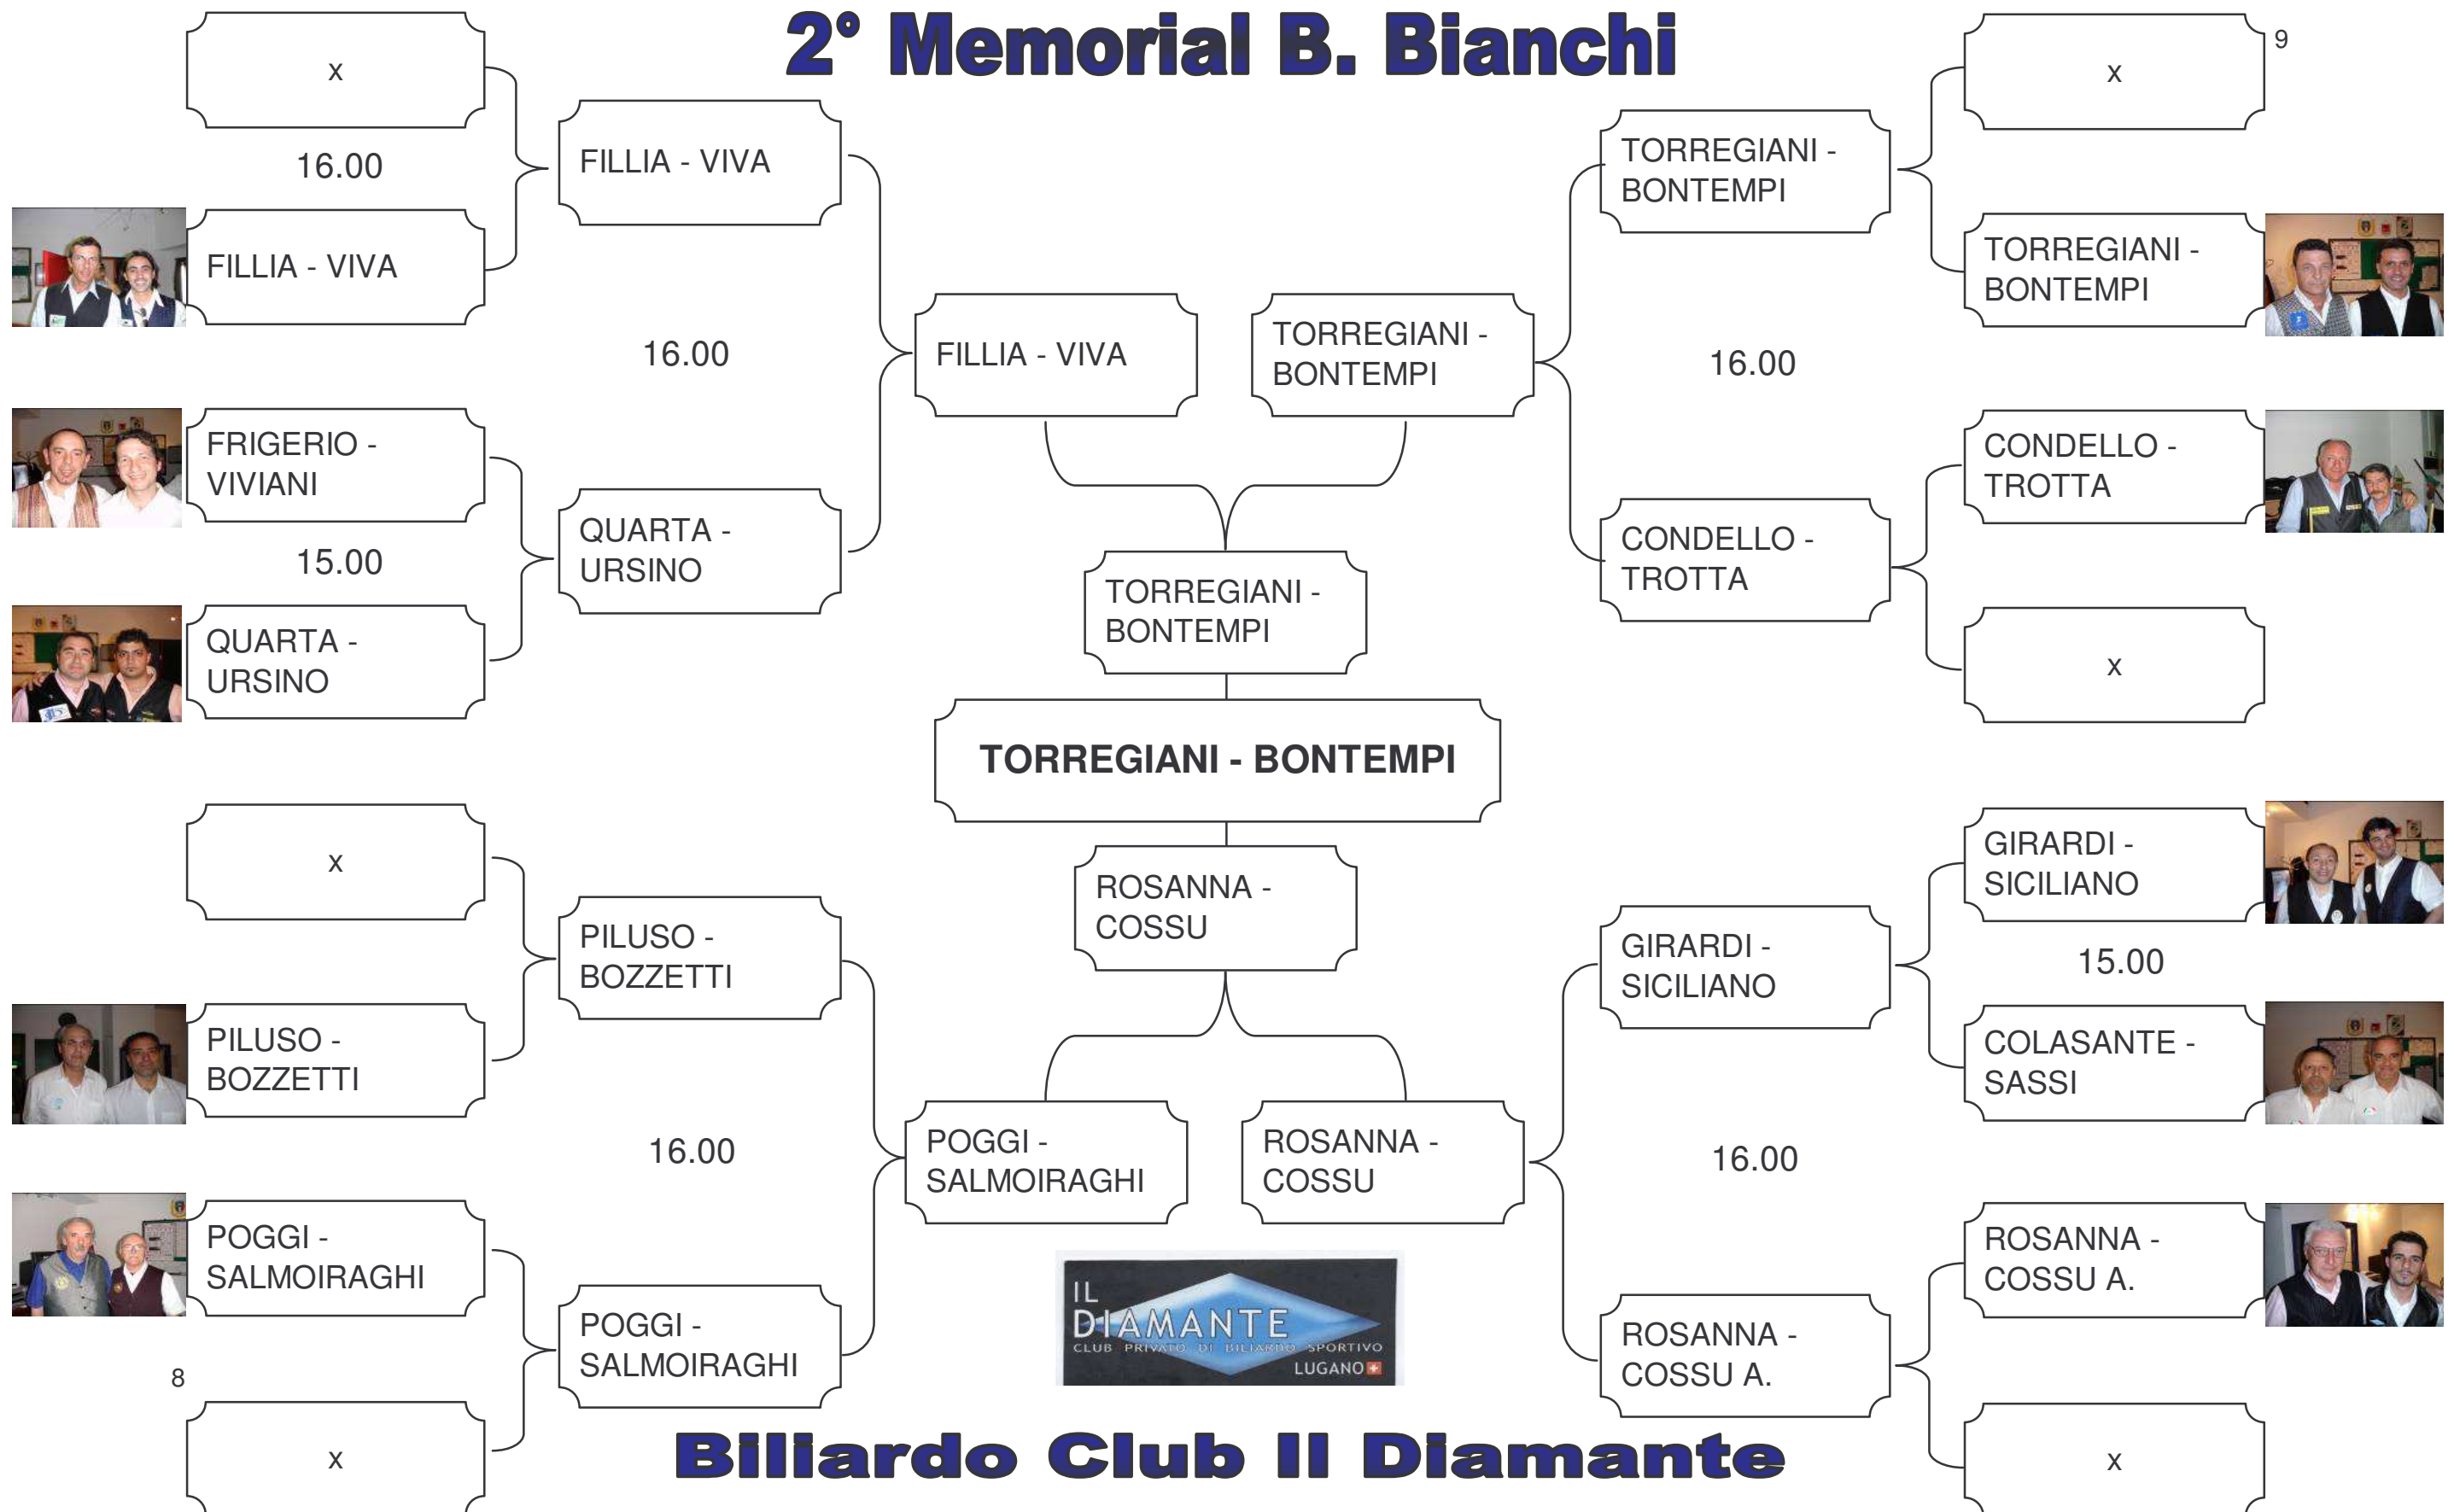 2° Memorial B. Bianchi
x
9
x
16.00
FILLIA - VIVA
TORREGIANI -
BONTEMPI
FILLIA - VIVA
TORREGIANI -
BONTEMPI
16.00
FILLIA - VIVA
TORREGIANI -
BONTEMPI
16.00
FRIGERIO -
VIVIANI
CONDELLO -
TROTTA
15.00
QUARTA -
URSINO
CONDELLO -
TROTTA
QUARTA -
URSINO
TORREGIANI -
BONTEMPI
x
TORREGIANI - BONTEMPI
x
ROSANNA -
COSSU
GIRARDI -
SICILIANO
PILUSO -
BOZZETTI
GIRARDI -
SICILIANO
15.00
PILUSO -
BOZZETTI
COLASANTE -
SASSI
16.00
POGGI -
SALMOIRAGHI
ROSANNA -
COSSU
16.00
POGGI -
SALMOIRAGHI
ROSANNA -
COSSU A.
POGGI -
SALMOIRAGHI
ROSANNA -
COSSU A.
IL
DIAMANTE
CLUB PRIVATO DI BILIARDO SPORTIVO
LUGANO
8
x
x
Biliardo Club Il Diamante